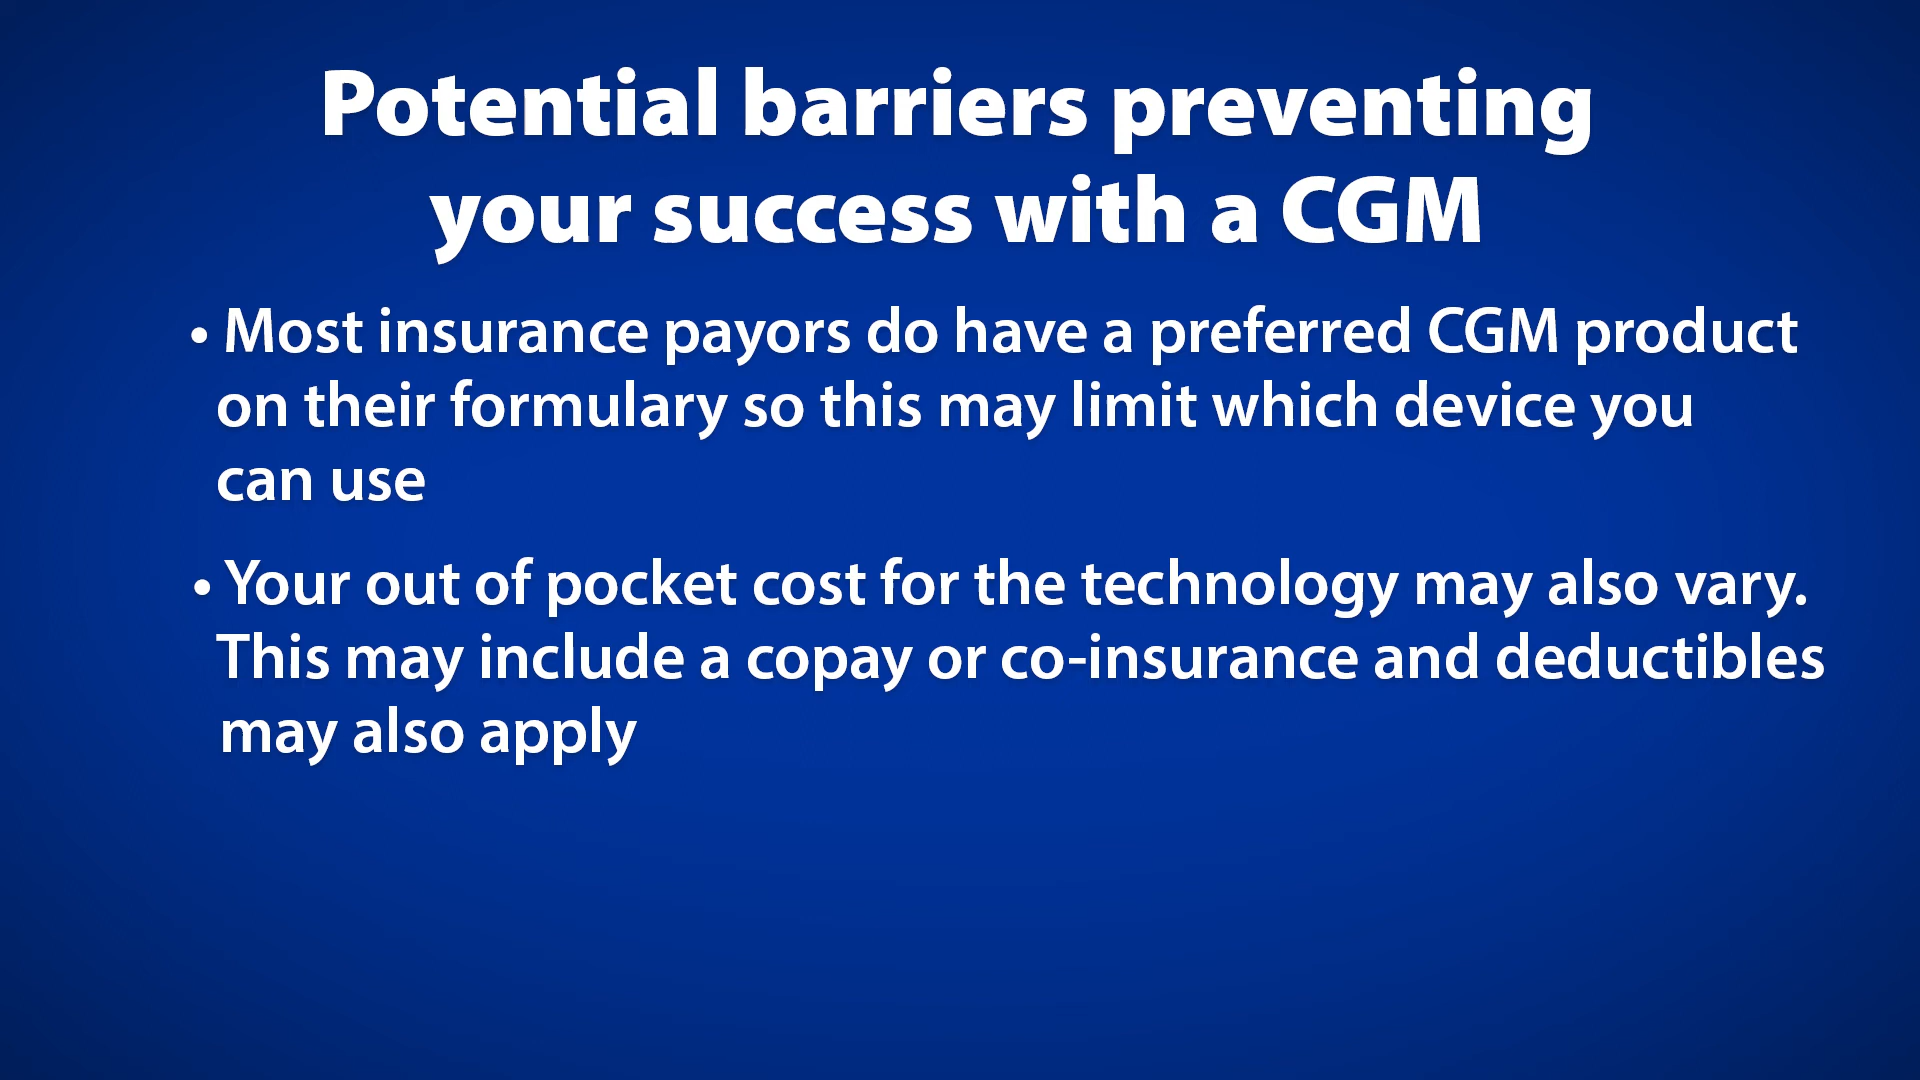 Potential barriers preventing
your success with a CGM
• Most insurance payors do have a preferred CGM product
on their formulary so this may limit which device you
can use
• Your out of pocket cost for the technology may also vary.
This may include a copay or co-insurance and deductibles
may also apply